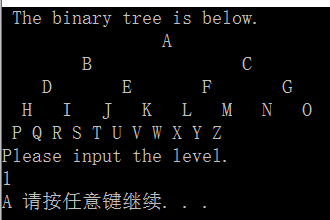 The binary tree is below.
A
B C
D E F G
H I J K L M N O
P Q R S T U V W X Y Z
Please input the level.
1
A 请按任意键继续. . .